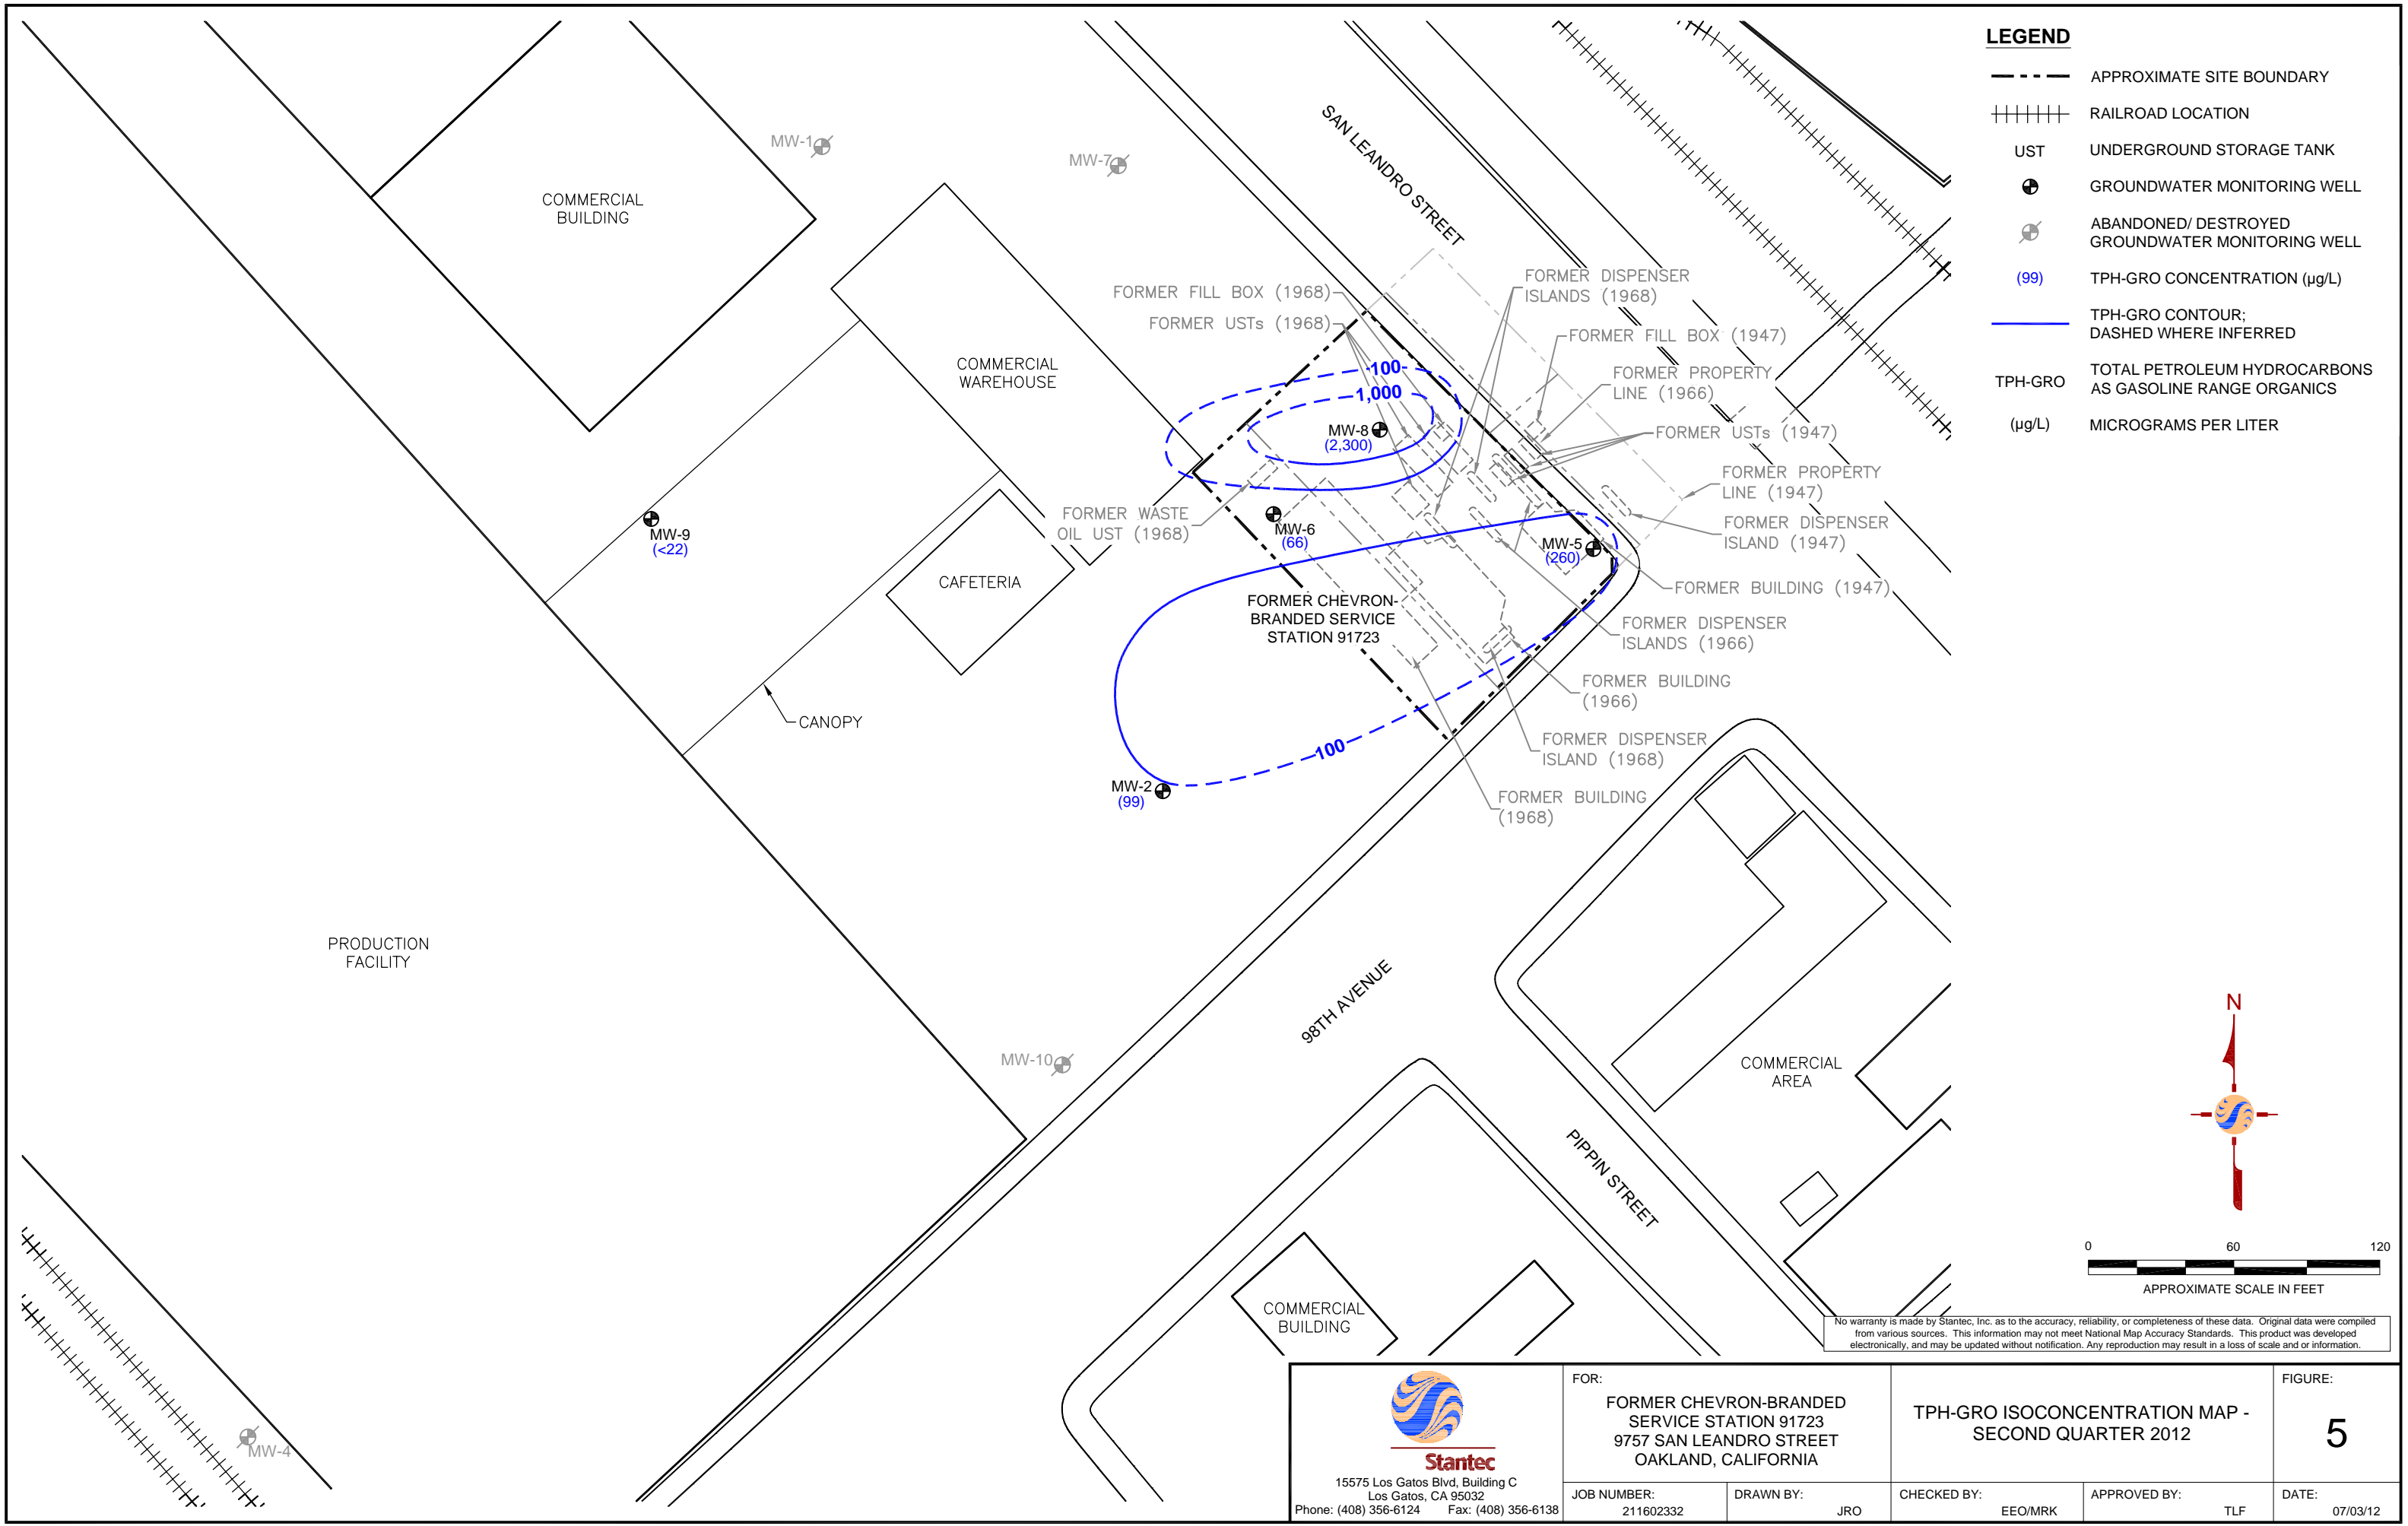 LEGEND
APPROXIMATE SITE BOUNDARY
RAILROAD LOCATION
UST
UNDERGROUND STORAGE TANK
GROUNDWATER MONITORING WELL
ABANDONED/ DESTROYED
GROUNDWATER MONITORING WELL
(99)
TPH-GRO CONCENTRATION (µg/L)
TPH-GRO CONTOUR;
DASHED WHERE INFERRED
TPH-GRO
TOTAL PETROLEUM HYDROCARBONS
AS GASOLINE RANGE ORGANICS
(µg/L)
MICROGRAMS PER LITER
MW-1
MW-7
SAN LEANDRO STREET
COMMERCIAL
BUILDING
COMMERCIAL
WAREHOUSE
FORMER FILL BOX (1968)
FORMER USTs (1968)
FORMER DISPENSER
ISLANDS (1968)
FORMER FILL BOX (1947)
FORMER PROPERTY
LINE (1966)
FORMER USTs (1947)
FORMER PROPERTY
LINE (1947)
FORMER DISPENSER
ISLAND (1947)
100
1,000
MW-8
(2,300)
FORMER WASTE
OIL UST (1968)
MW-6
(66)
MW-5
(260)
MW-9
(<22)
CAFETERIA
FORMER BUILDING (1947)
FORMER CHEVRON-
BRANDED SERVICE
STATION 91723
FORMER DISPENSER
ISLANDS (1966)
FORMER BUILDING
(1966)
FORMER DISPENSER
ISLAND (1968)
FORMER BUILDING
(1968)
CANOPY
100
MW-2
(99)
PRODUCTION
FACILITY
98TH AVENUE
MW-10
COMMERCIAL
AREA
PIPPIN STREET
COMMERCIAL
BUILDING
MW-4
N
0 60 120
APPROXIMATE SCALE IN FEET
No warranty is made by Stantec, Inc. as to the accuracy, reliability, or completeness of these data. Original data were compiled
from various sources. This information may not meet National Map Accuracy Standards. This product was developed
electronically, and may be updated without notification. Any reproduction may result in a loss of scale and or information.
Stantec
15575 Los Gatos Blvd, Building C
Los Gatos, CA 95032
Phone: (408) 356-6124 Fax: (408) 356-6138
FOR:
FORMER CHEVRON-BRANDED
SERVICE STATION 91723
9757 SAN LEANDRO STREET
OAKLAND, CALIFORNIA
TPH-GRO ISOCONCENTRATION MAP -
SECOND QUARTER 2012
FIGURE:
5
JOB NUMBER:
211602332
DRAWN BY:
JRO
CHECKED BY:
EEO/MRK
APPROVED BY:
TLF
DATE:
07/03/12